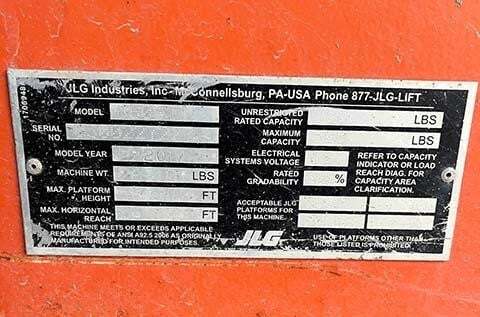 JLG Industries, Inc - McConnellsburg, PA-USA Phone 877-JLG-LIFT
1706948
MODEL
SERIAL NO.
MODEL YEAR
MACHINE WT. LBS
MAX. PLATFORM HEIGHT FT
MAX. HORIZONTAL REACH FT
THIS MACHINE MEETS OR EXCEEDS APPLICABLE
REQUIREMENTS OF ANSI A92.5 2006 AS ORIGINALLY
MANUFACTURED FOR INTENDED PURPOSES.
UNRESTRICTED
RATED CAPACITY LBS
MAXIMUM
CAPACITY LBS
ELECTRICAL
SYSTEMS VOLTAGE
RATED
GRADABILITY %
REFER TO CAPACITY
INDICATOR OR LOAD
REACH DIAG. FOR
CAPACITY AREA
CLARIFICATION.
ACCEPTABLE JLG
PLATFORMS FOR
THIS MACHINE
JLG
USE OF PLATFORMS OTHER THAN
THOSE LISTED IS PROHIBITED.